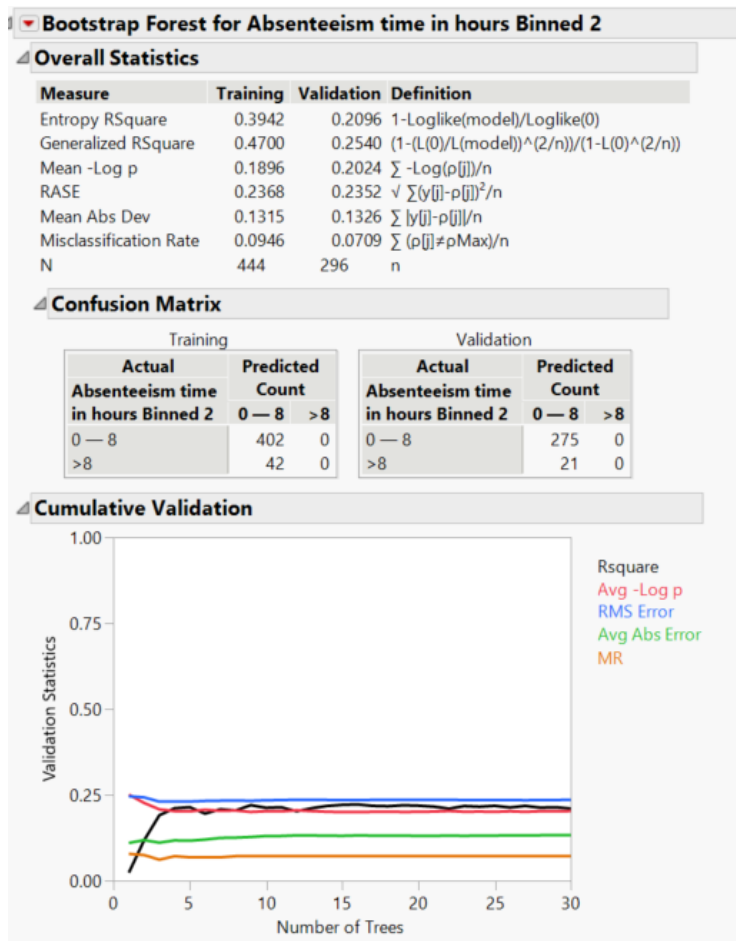 Bootstrap Forest for Absenteeism time in hours Binned 2
Overall Statistics
Measure Training Validation Definition
Entropy RSquare 0.3942 0.2096 1-Loglike(model)/Loglike(0)
Generalized RSquare 0.4700 0.2540 (1-(L(0)/L(model))^(2/n))/(1-L(0)^(2/n))
Mean -Log p 0.1896 0.2024 ∑ -Log(ρ[j])/n
RASE 0.2368 0.2352 √ ∑(y[j]-ρ[j])²/n
Mean Abs Dev 0.1315 0.1326 ∑ |y[j]-ρ[j]|/n
Misclassification Rate 0.0946 0.0709 ∑ (ρ[j]≠ρMax)/n
N 444 296 n
Confusion Matrix
Training
Actual Predicted
Absenteeism time Count
in hours Binned 2 0 — 8 >8
0 — 8 402 0
>8 42 0
Validation
Actual Predicted
Absenteeism time Count
in hours Binned 2 0 — 8 >8
0 — 8 275 0
>8 21 0
Cumulative Validation
Validation Statistics
1.00
0.75
0.50
0.25
0.00
0 5 10 15 20 25 30
Number of Trees
Rsquare
Avg -Log p
RMS Error
Avg Abs Error
MR